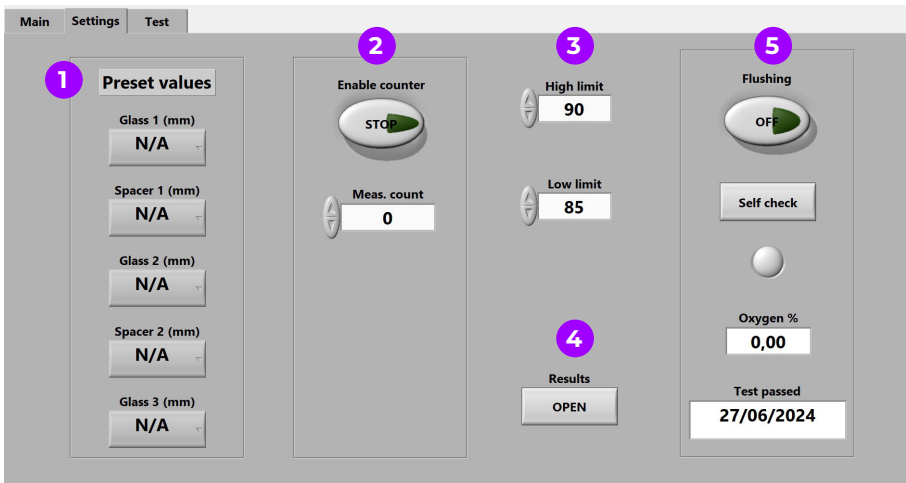 Main Settings Test
1
Preset values
Glass 1 (mm)
N/A
Spacer 1 (mm)
N/A
Glass 2 (mm)
N/A
Spacer 2 (mm)
N/A
Glass 3 (mm)
N/A
2
Enable counter
STOP
Meas. count
0
3
High limit
90
Low limit
85
4
Results
OPEN
5
Flushing
OFF
Self check
Oxygen %
0,00
Test passed
27/06/2024